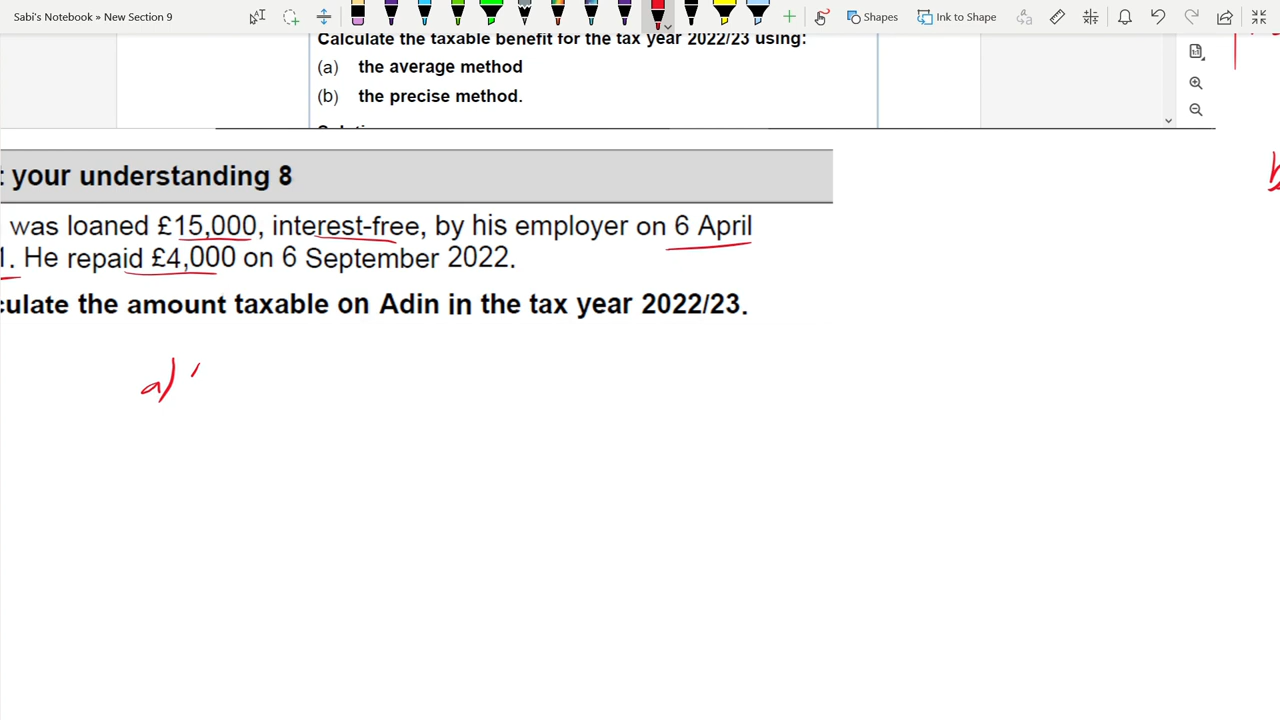 Sabi's Notebook » New Section 9
Shapes
Ink to Shape
Calculate the taxable benefit for the tax year 2022/23 using:
(a) the average method
(b) the precise method.
your understanding 8
was loaned £15,000, interest-free, by his employer on 6 April
1. He repaid £4,000 on 6 September 2022.
culate the amount taxable on Adin in the tax year 2022/23.
a)
b